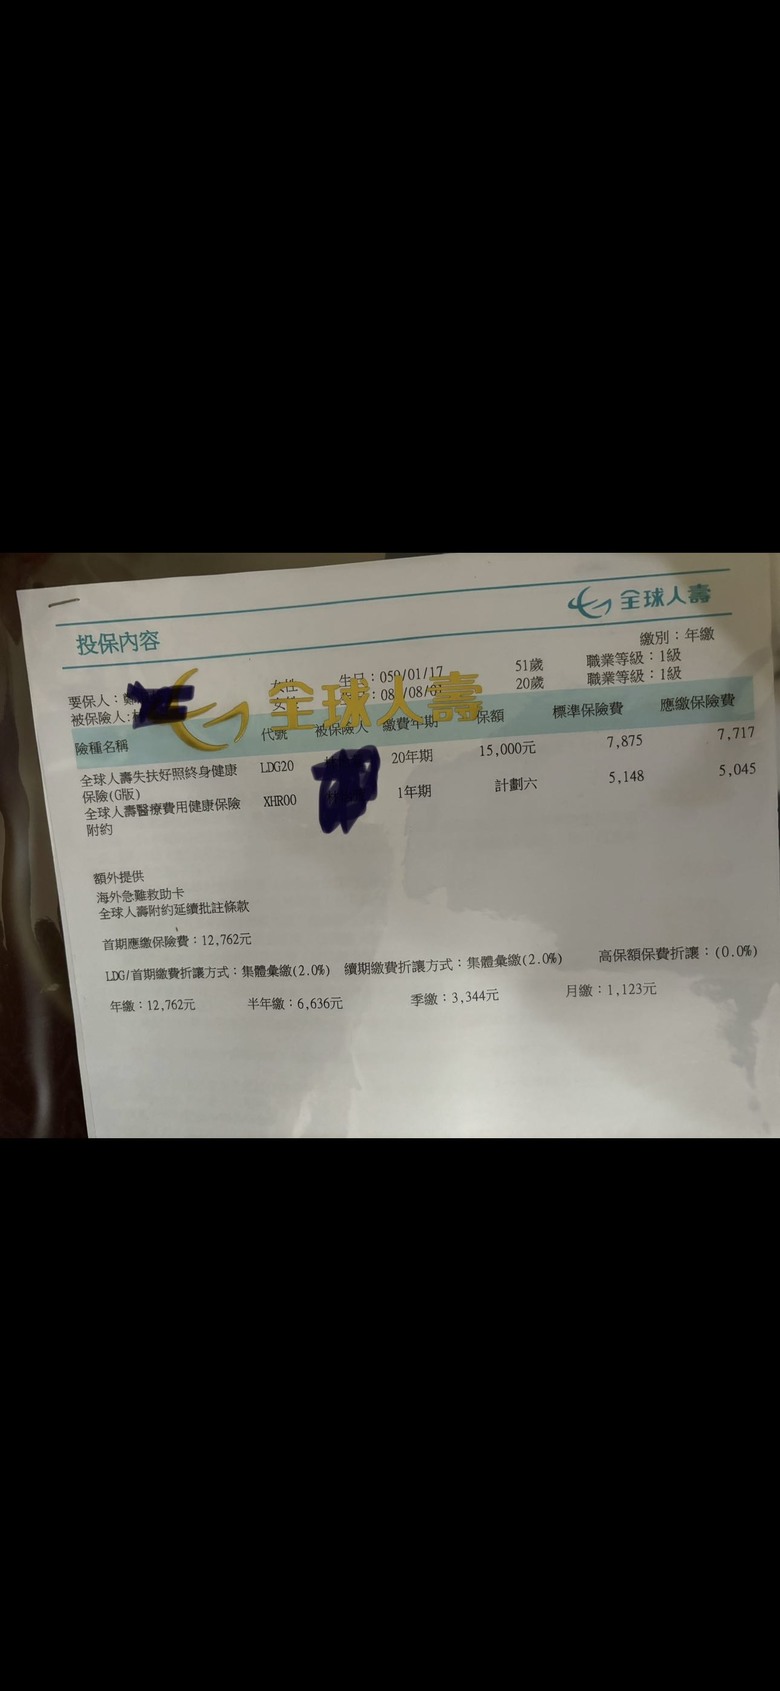 全球人壽
投保內容
繳別：年繳
要保人：
生日：059/01/17 51歲 職業等級：1級
被保險人：
20歲 職業等級：1級
全球人壽
險種名稱 代號 被保險人 繳費年期 保額 標準保險費 應繳保險費
全球人壽失扶好照終身健康 LDG20 20年期 15,000元 7,875 7,717
保險(G版)
全球人壽醫療費用健康保險 XHR00 1年期 計劃六 5,148 5,045
附約
額外提供
海外急難救助卡
全球人壽附約延續批註條款
首期應繳保險費：12,762元
LDG/首期繳費折讓方式：集體彙繳(2.0%) 續期繳費折讓方式：集體彙繳(2.0%) 高保額保費折讓：(0.0%)
年繳：12,762元 半年繳：6,636元 季繳：3,344元 月繳：1,123元